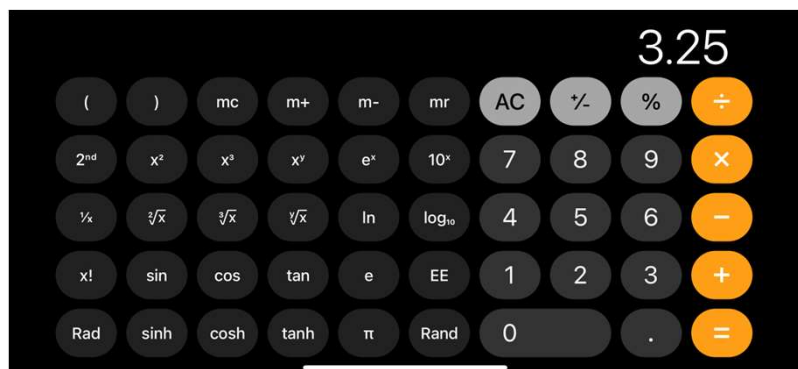 3.25
( ) mc m+ m- mr AC +/- % ÷
2ⁿᵈ x² x³ xʸ eˣ 10ˣ 7 8 9 ×
¹/x ²√x ³√x ʸ√x ln log₁₀ 4 5 6 −
x! sin cos tan e EE 1 2 3 +
Rad sinh cosh tanh π Rand 0 . =